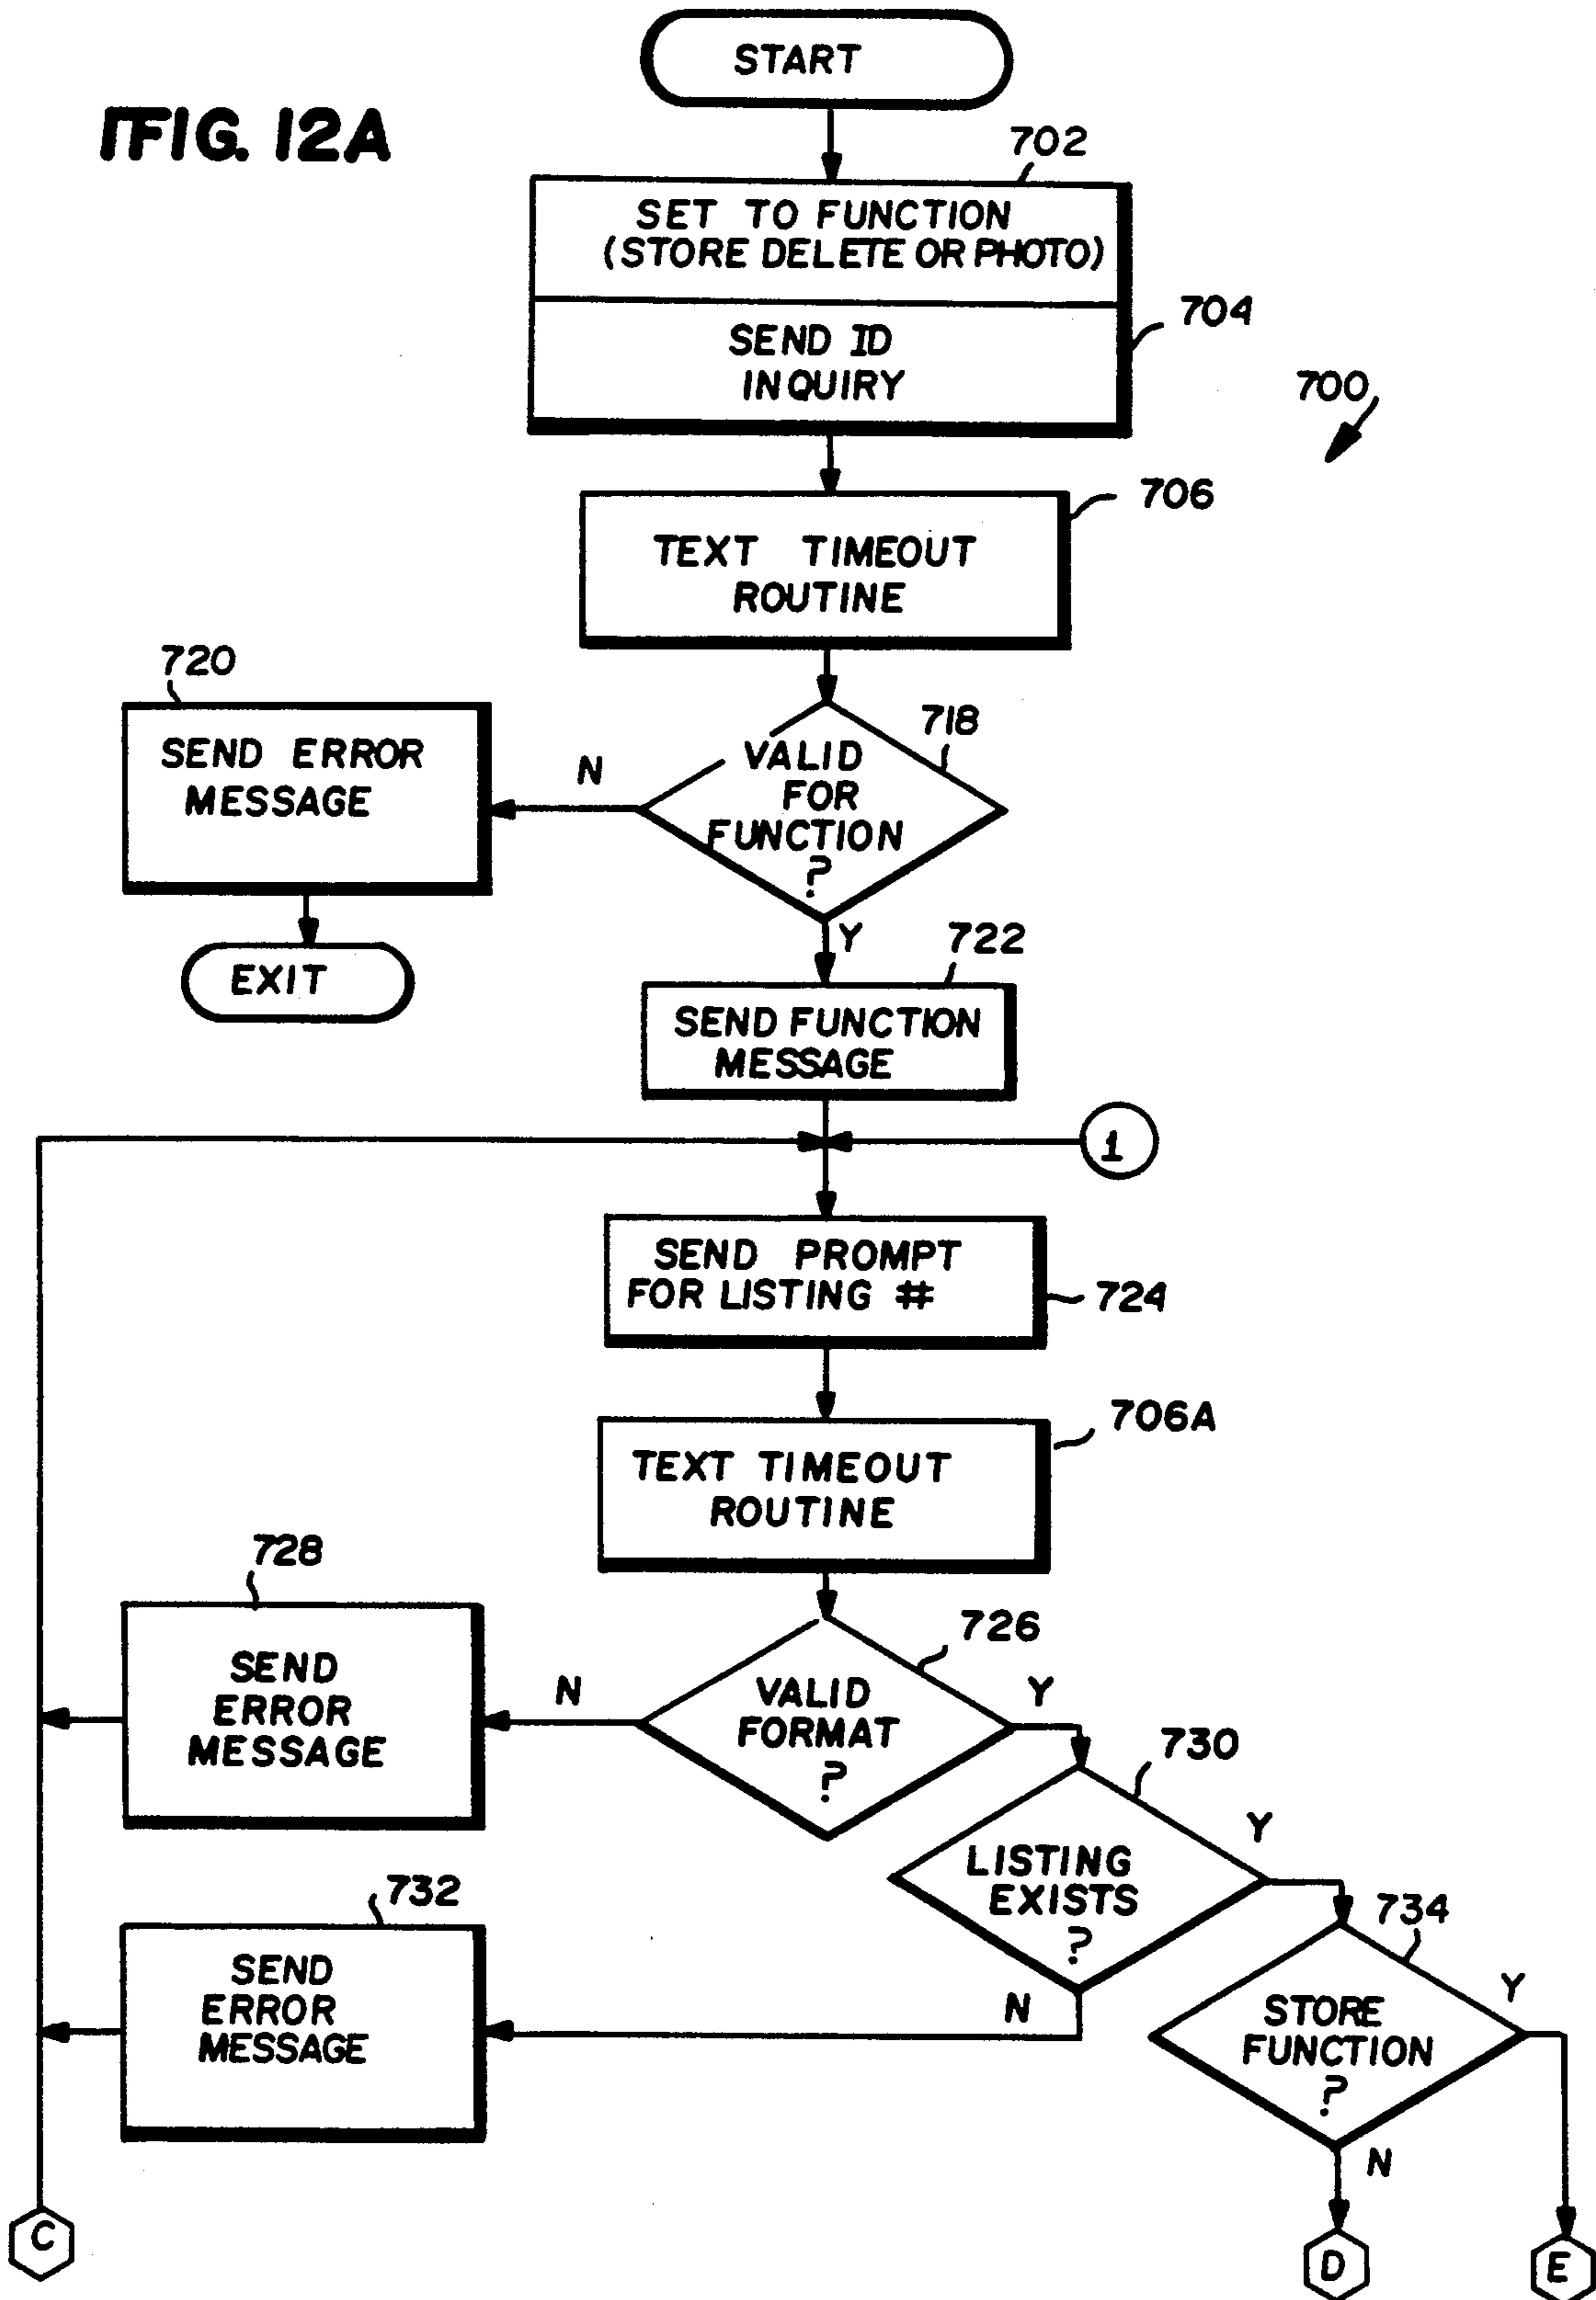 START
FIG. 12A
702
SET TO FUNCTION
(STORE DELETE OR PHOTO)
704
SEND ID
INQUIRY
700
706
TEXT TIMEOUT
ROUTINE
720
SEND ERROR
MESSAGE
N
718
VALID
FOR
FUNCTION
?
Y
EXIT
722
SEND FUNCTION
MESSAGE
1
SEND PROMPT
FOR LISTING #
724
706A
TEXT TIMEOUT
ROUTINE
728
SEND
ERROR
MESSAGE
N
726
VALID
FORMAT
?
Y
730
LISTING
EXISTS
?
Y
N
732
SEND
ERROR
MESSAGE
734
STORE
FUNCTION
?
Y
N
C
D
E